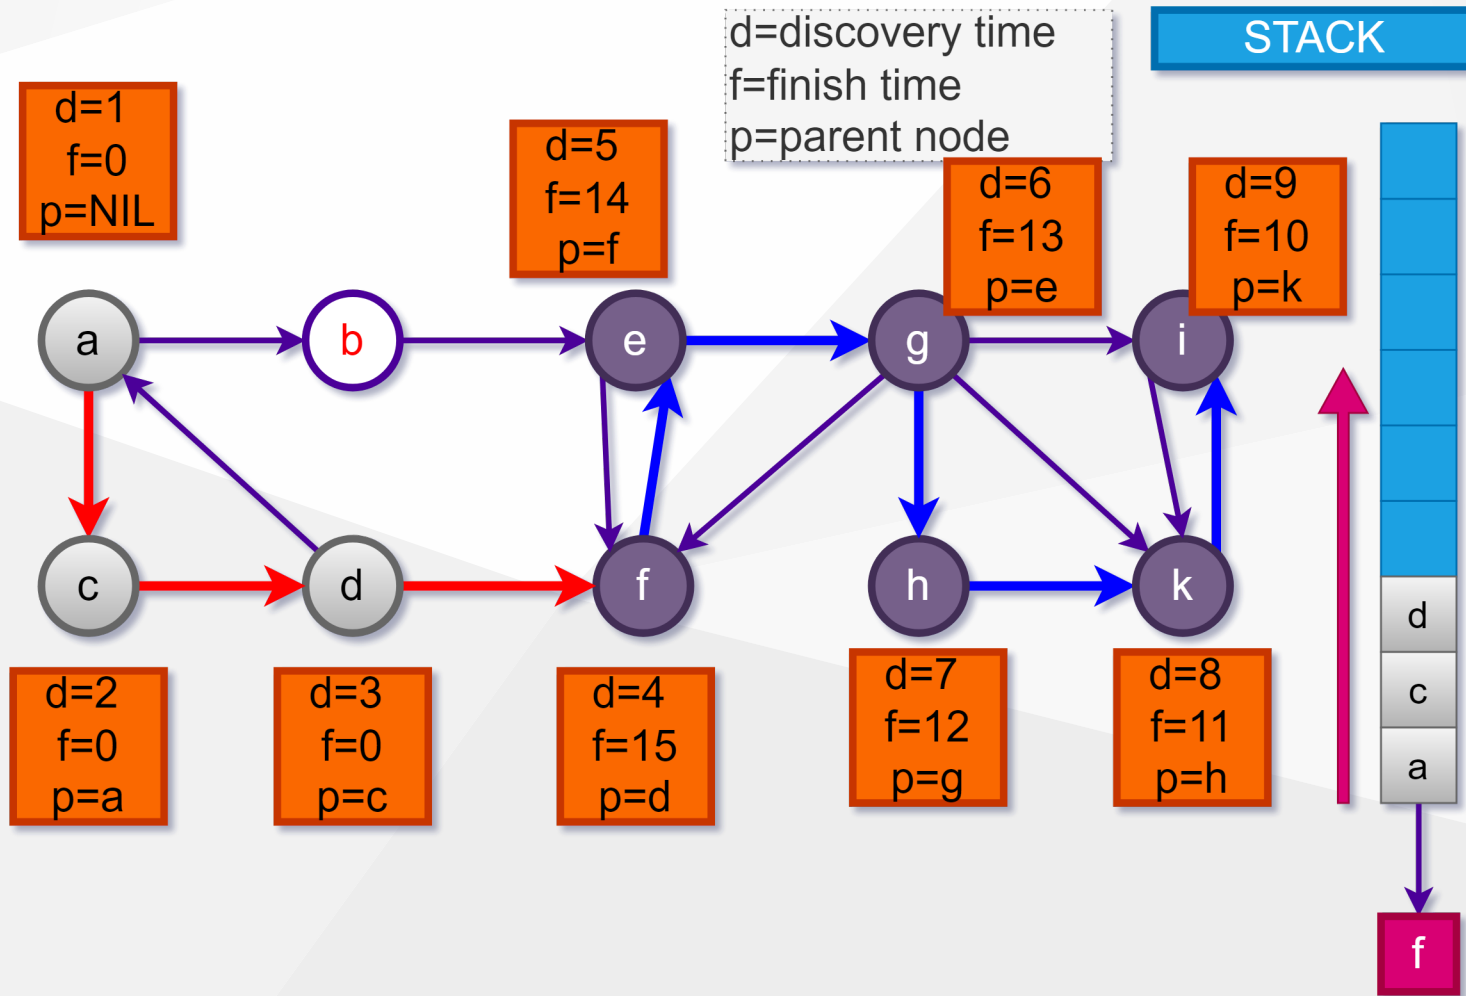 d=discovery time
f=finish time
p=parent node
STACK
d=1
f=0
p=NIL
d=5
f=14
p=f
d=6
f=13
p=e
d=9
f=10
p=k
a
b
e
g
i
c
d
f
h
k
d=2
f=0
p=a
d=3
f=0
p=c
d=4
f=15
p=d
d=7
f=12
p=g
d=8
f=11
p=h
d
c
a
f